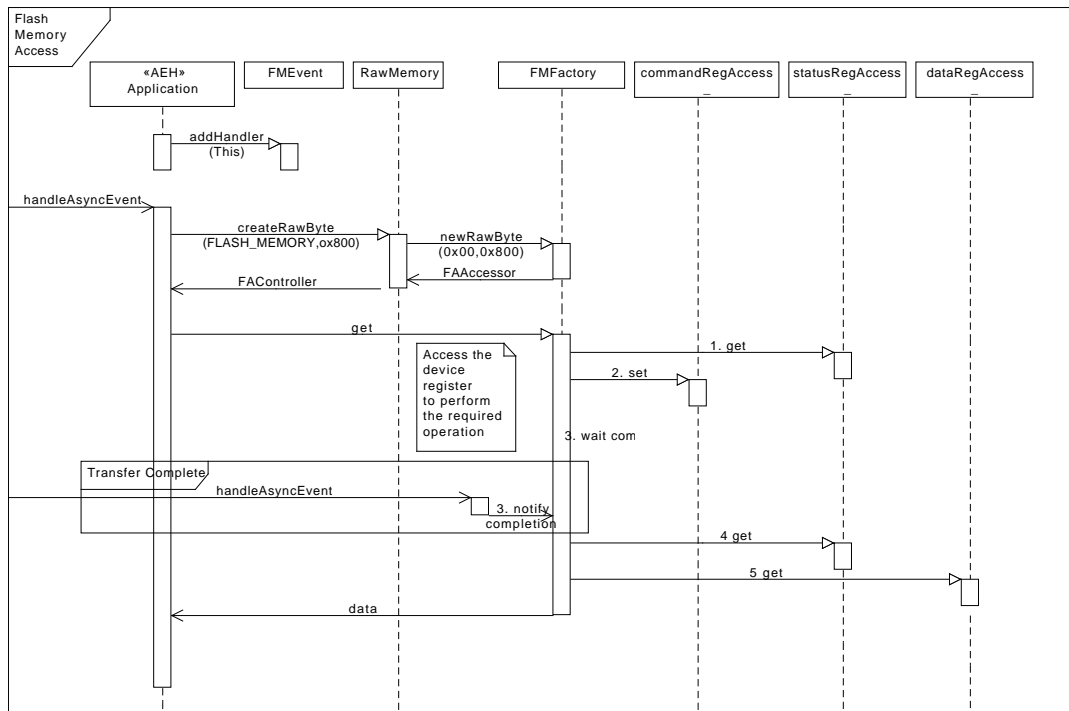 Flash
Memory
Access
«AEH»
Application
FMEvent
RawMemory
FMFactory
commandRegAccess
_
statusRegAccess
_
dataRegAccess
_
addHandler
(This)
handleAsyncEvent
createRawByte
(FLASH_MEMORY,ox800)
newRawByte
(0x00,0x800)
FAAccessor
FAController
get
Access the
device
register
to perform
the required
operation
1. get
2. set
3. wait com
Transfer Complete
handleAsyncEvent
3. notify
completion
4 get
5 get
data